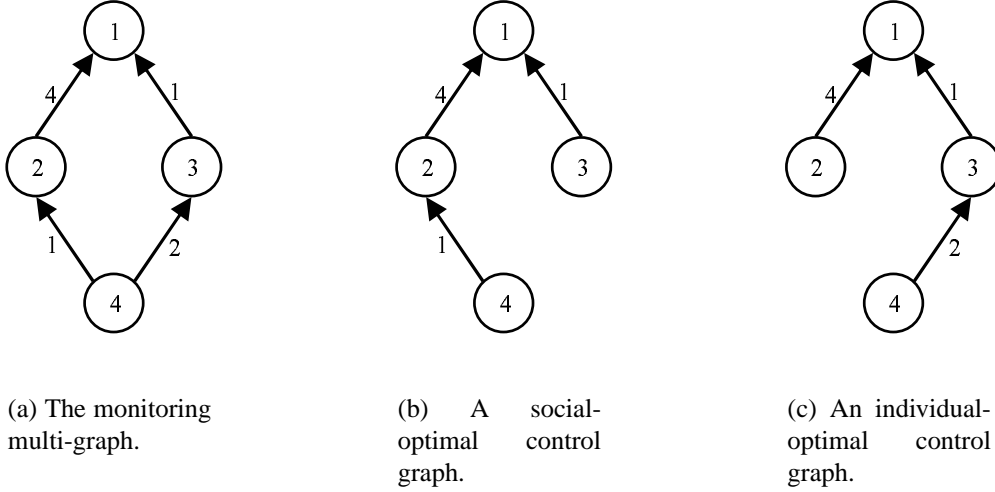 1
4
1
2
3
1
2
4
(a) The monitoring
multi-graph.
1
4
1
2
3
1
4
(b) A social-
optimal control
graph.
1
4
1
2
3
2
4
(c) An individual-
optimal control
graph.